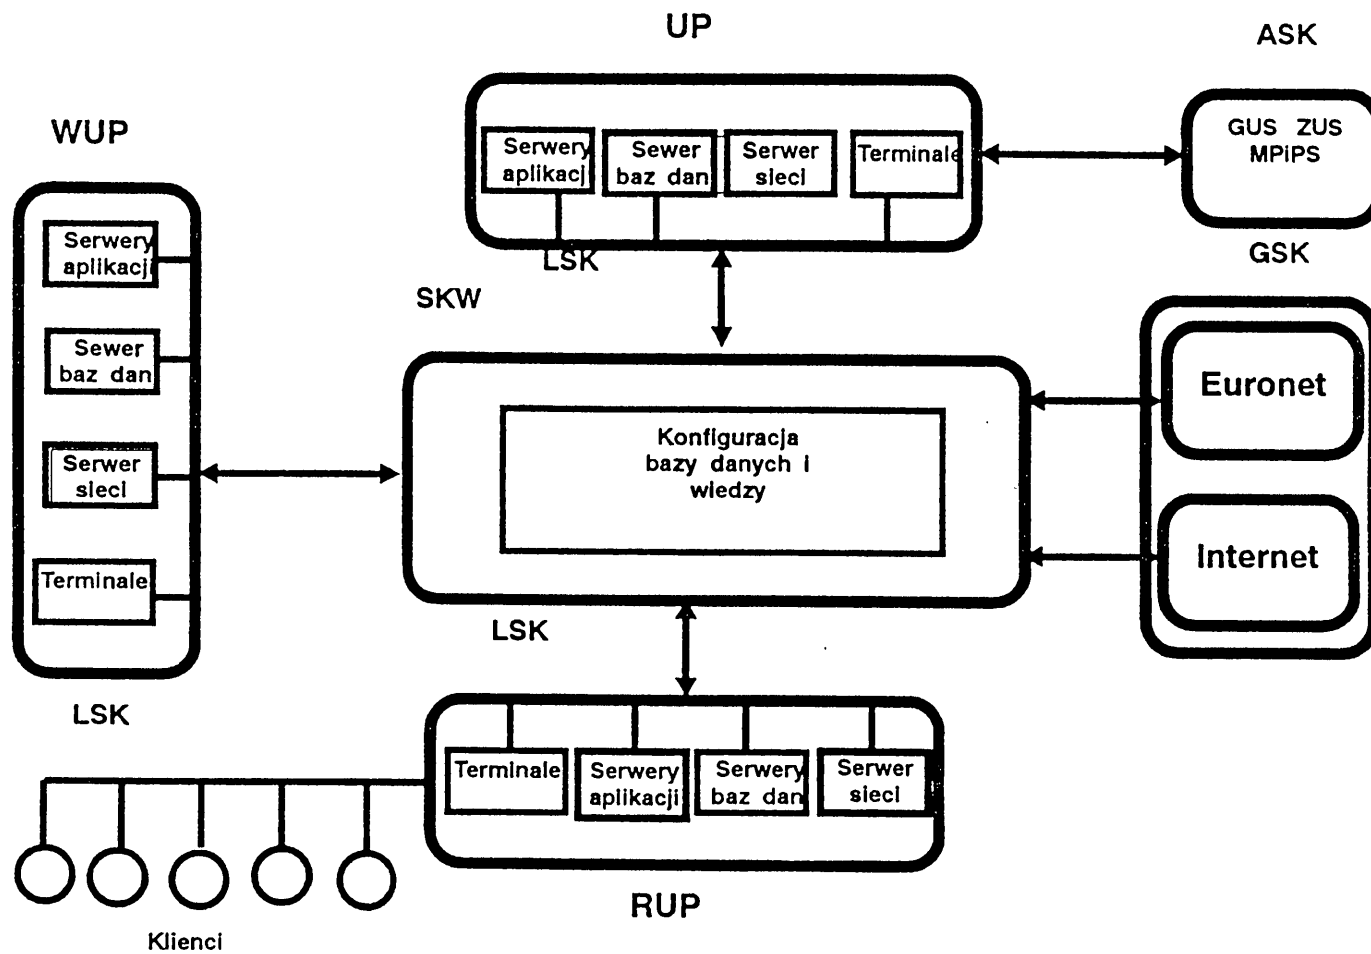 UP
ASK
WUP
GUS ZUS
MPiPS
Serwery
aplikacj
Sewer
baz dan
Serwer
sieci
Terminale
Serwery
aplikacji
LSK
GSK
SKW
Sewer
baz dan
Euronet
Konfiguracja
bazy danych i
wiedzy
Serwer
sieci
Internet
Terminale
LSK
LSK
Terminale
Serwery
aplikacji
Serwery
baz dan
Serwer
sieci
RUP
Klienci